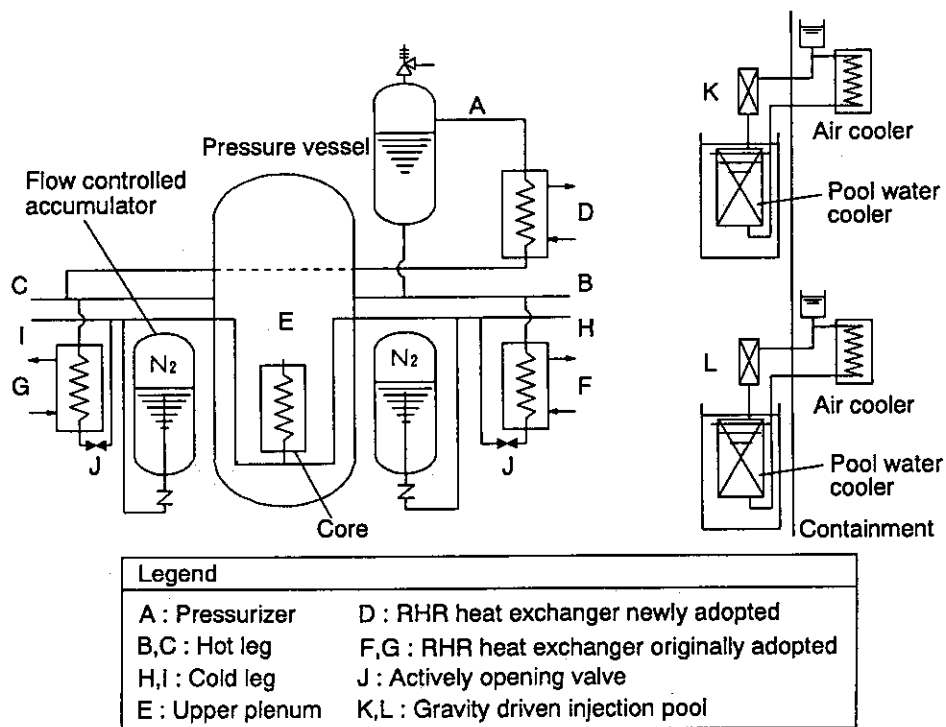 A
K
Pressure vessel
Air cooler
Flow controlled
accumulator
D
Pool water
cooler
C
B
I
E
H
N₂
N₂
G
F
L
Air cooler
J
J
Pool water
cooler
Core
Containment
Legend
A : Pressurizer
D : RHR heat exchanger newly adopted
B,C : Hot leg
F,G : RHR heat exchanger originally adopted
H,I : Cold leg
J : Actively opening valve
E : Upper plenum
K,L : Gravity driven injection pool